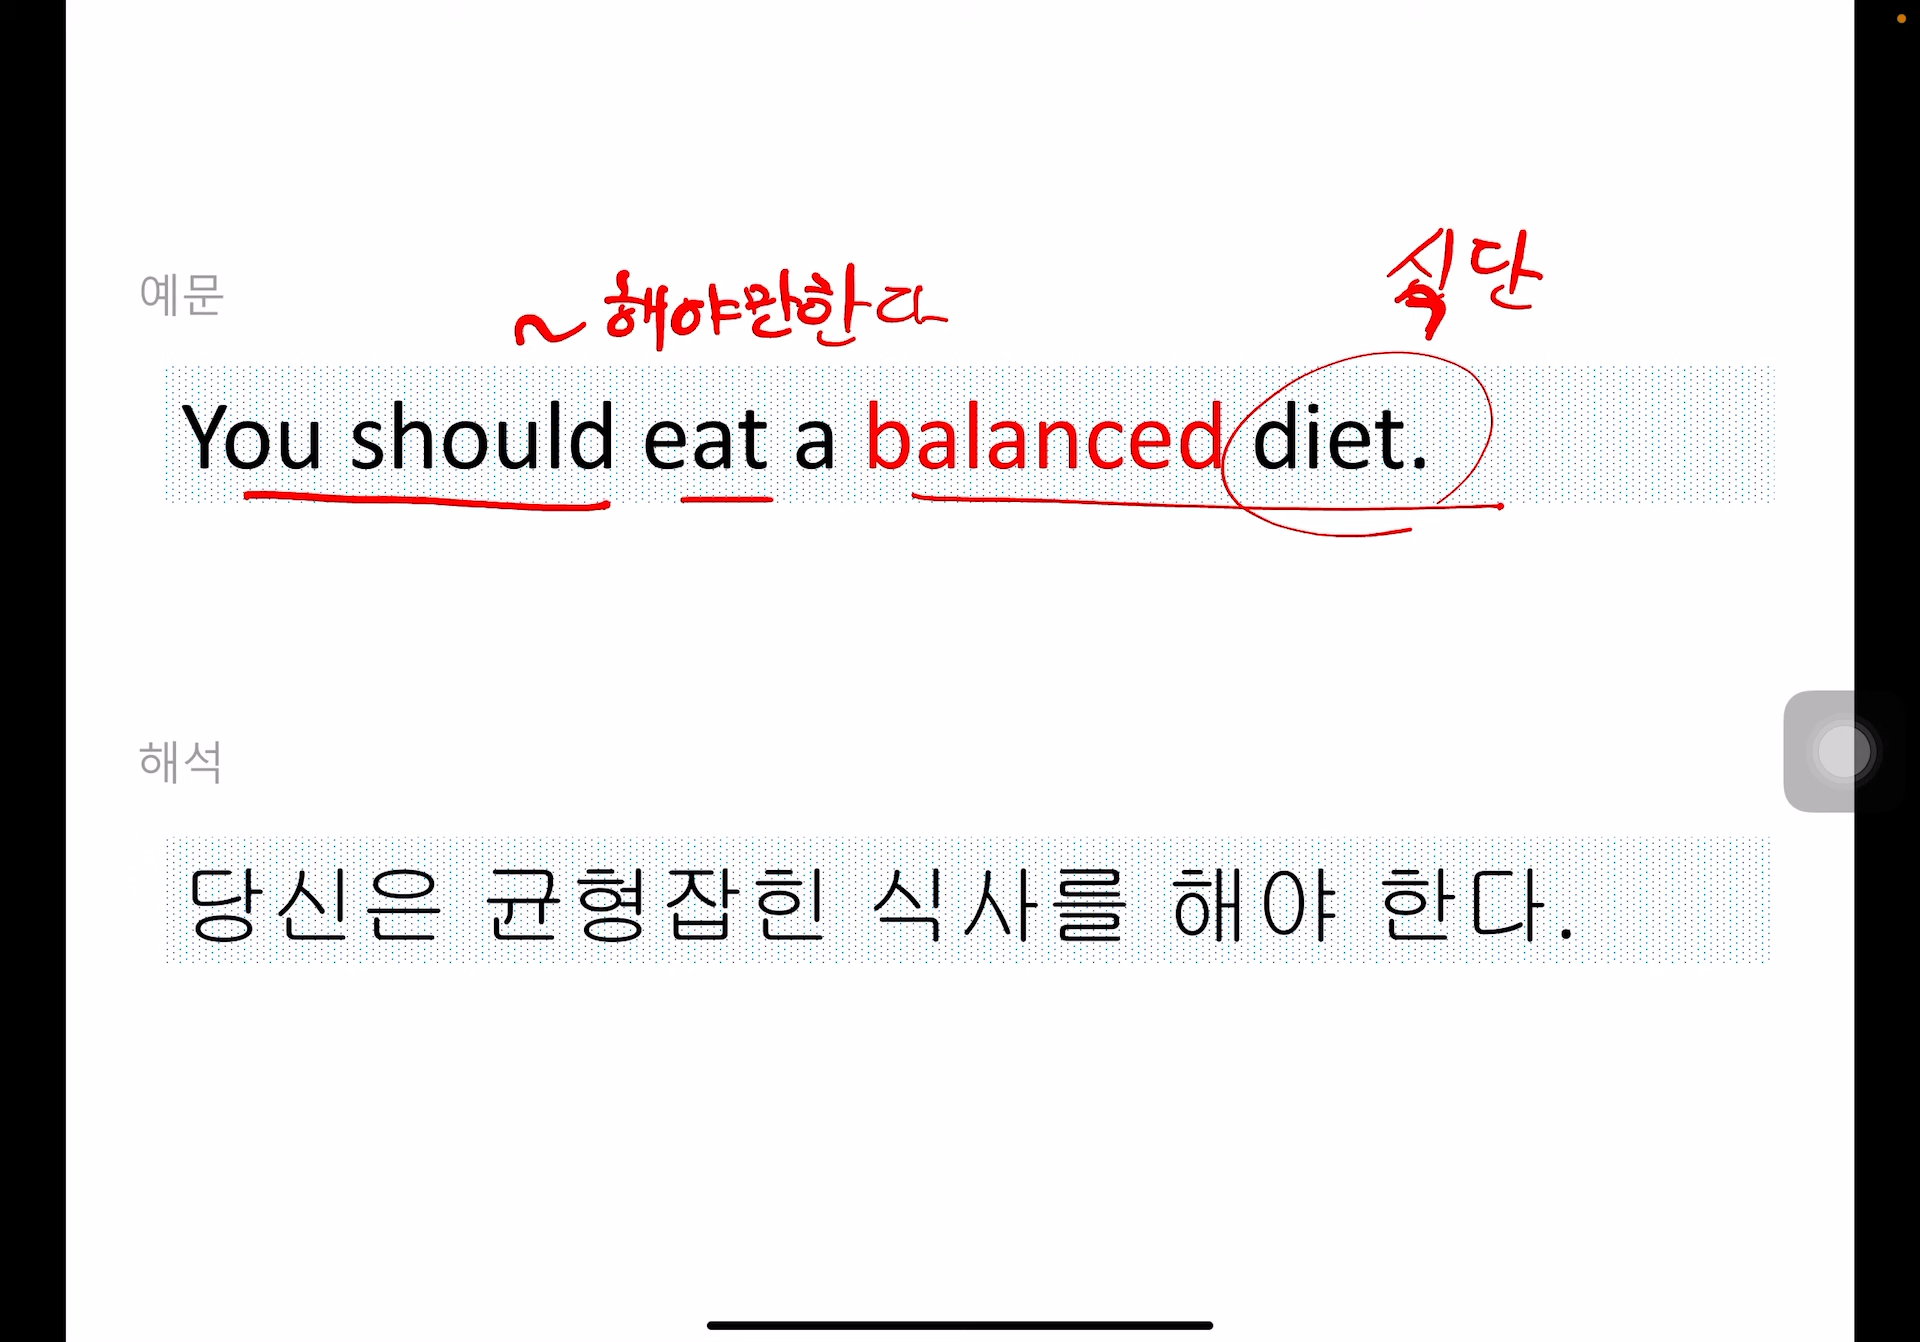 예문
~해야만한다
식단
You should eat a balanced diet.
해석
당신은 균형잡힌 식사를 해야 한다.